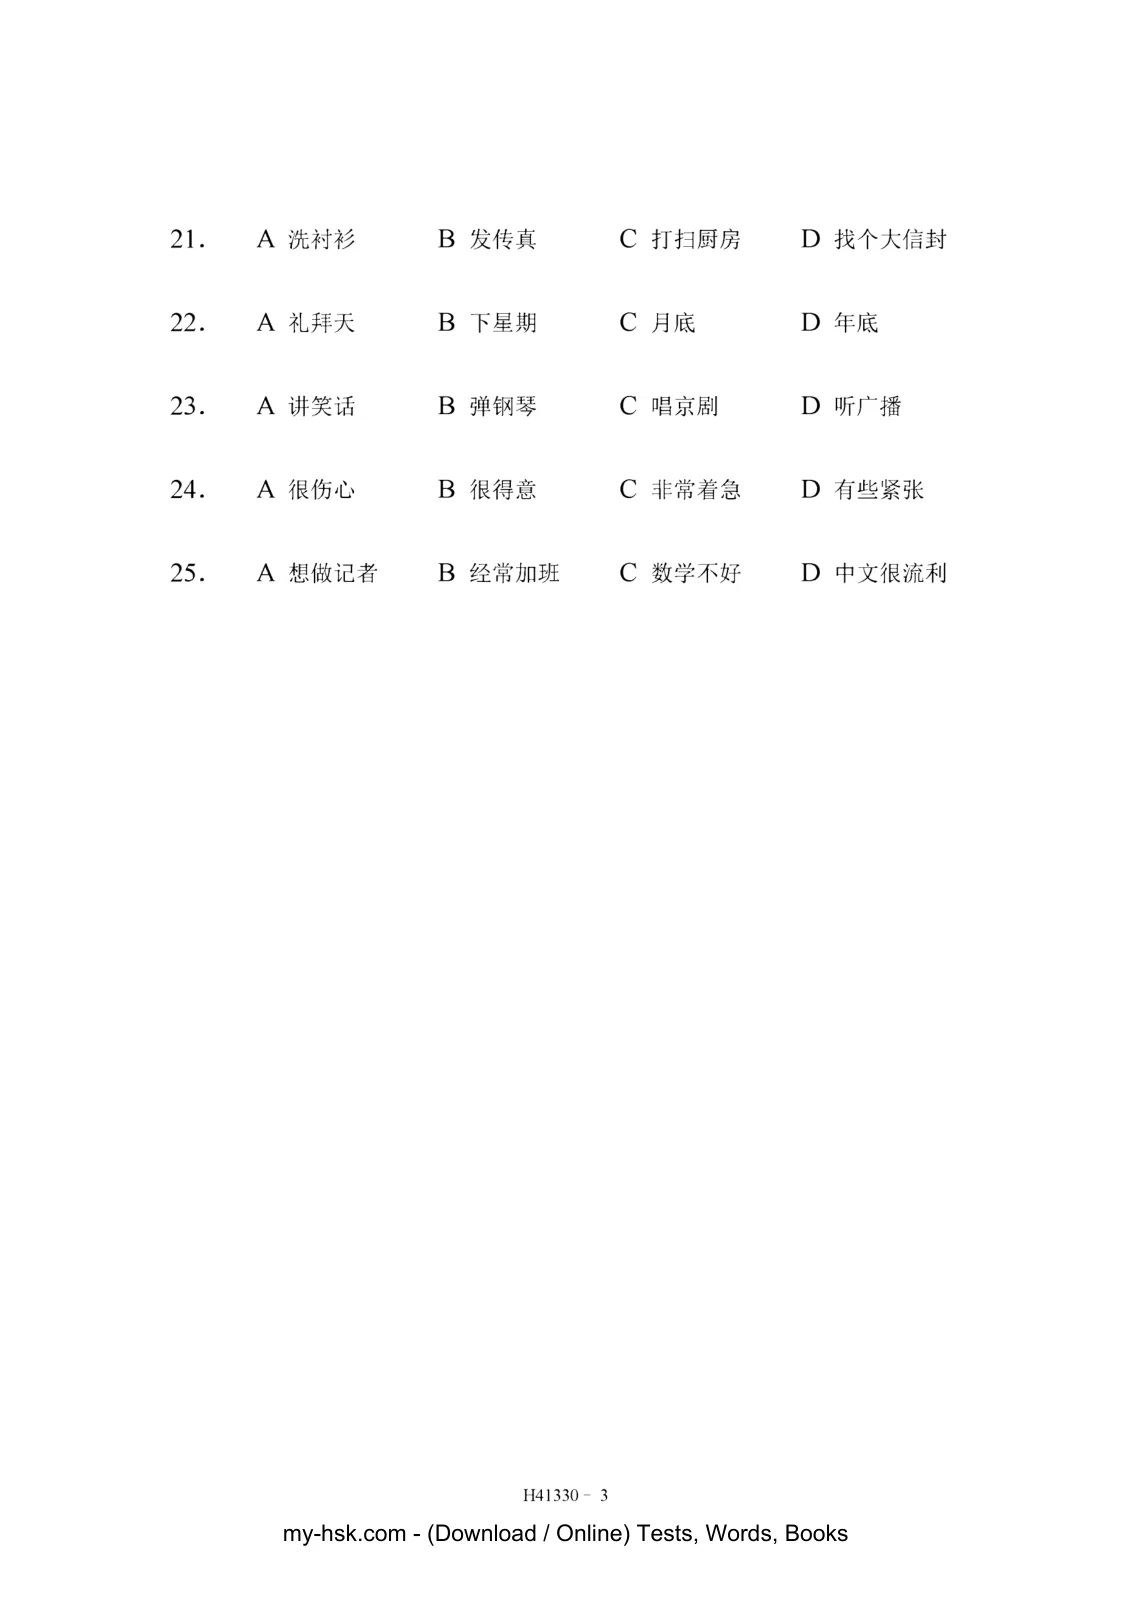 21． A 洗衬衫 B 发传真 C 打扫厨房 D 找个大信封
22． A 礼拜天 B 下星期 C 月底 D 年底
23． A 讲笑话 B 弹钢琴 C 唱京剧 D 听广播
24． A 很伤心 B 很得意 C 非常着急 D 有些紧张
25． A 想做记者 B 经常加班 C 数学不好 D 中文很流利
H41330 - 3
my-hsk.com - (Download / Online) Tests, Words, Books